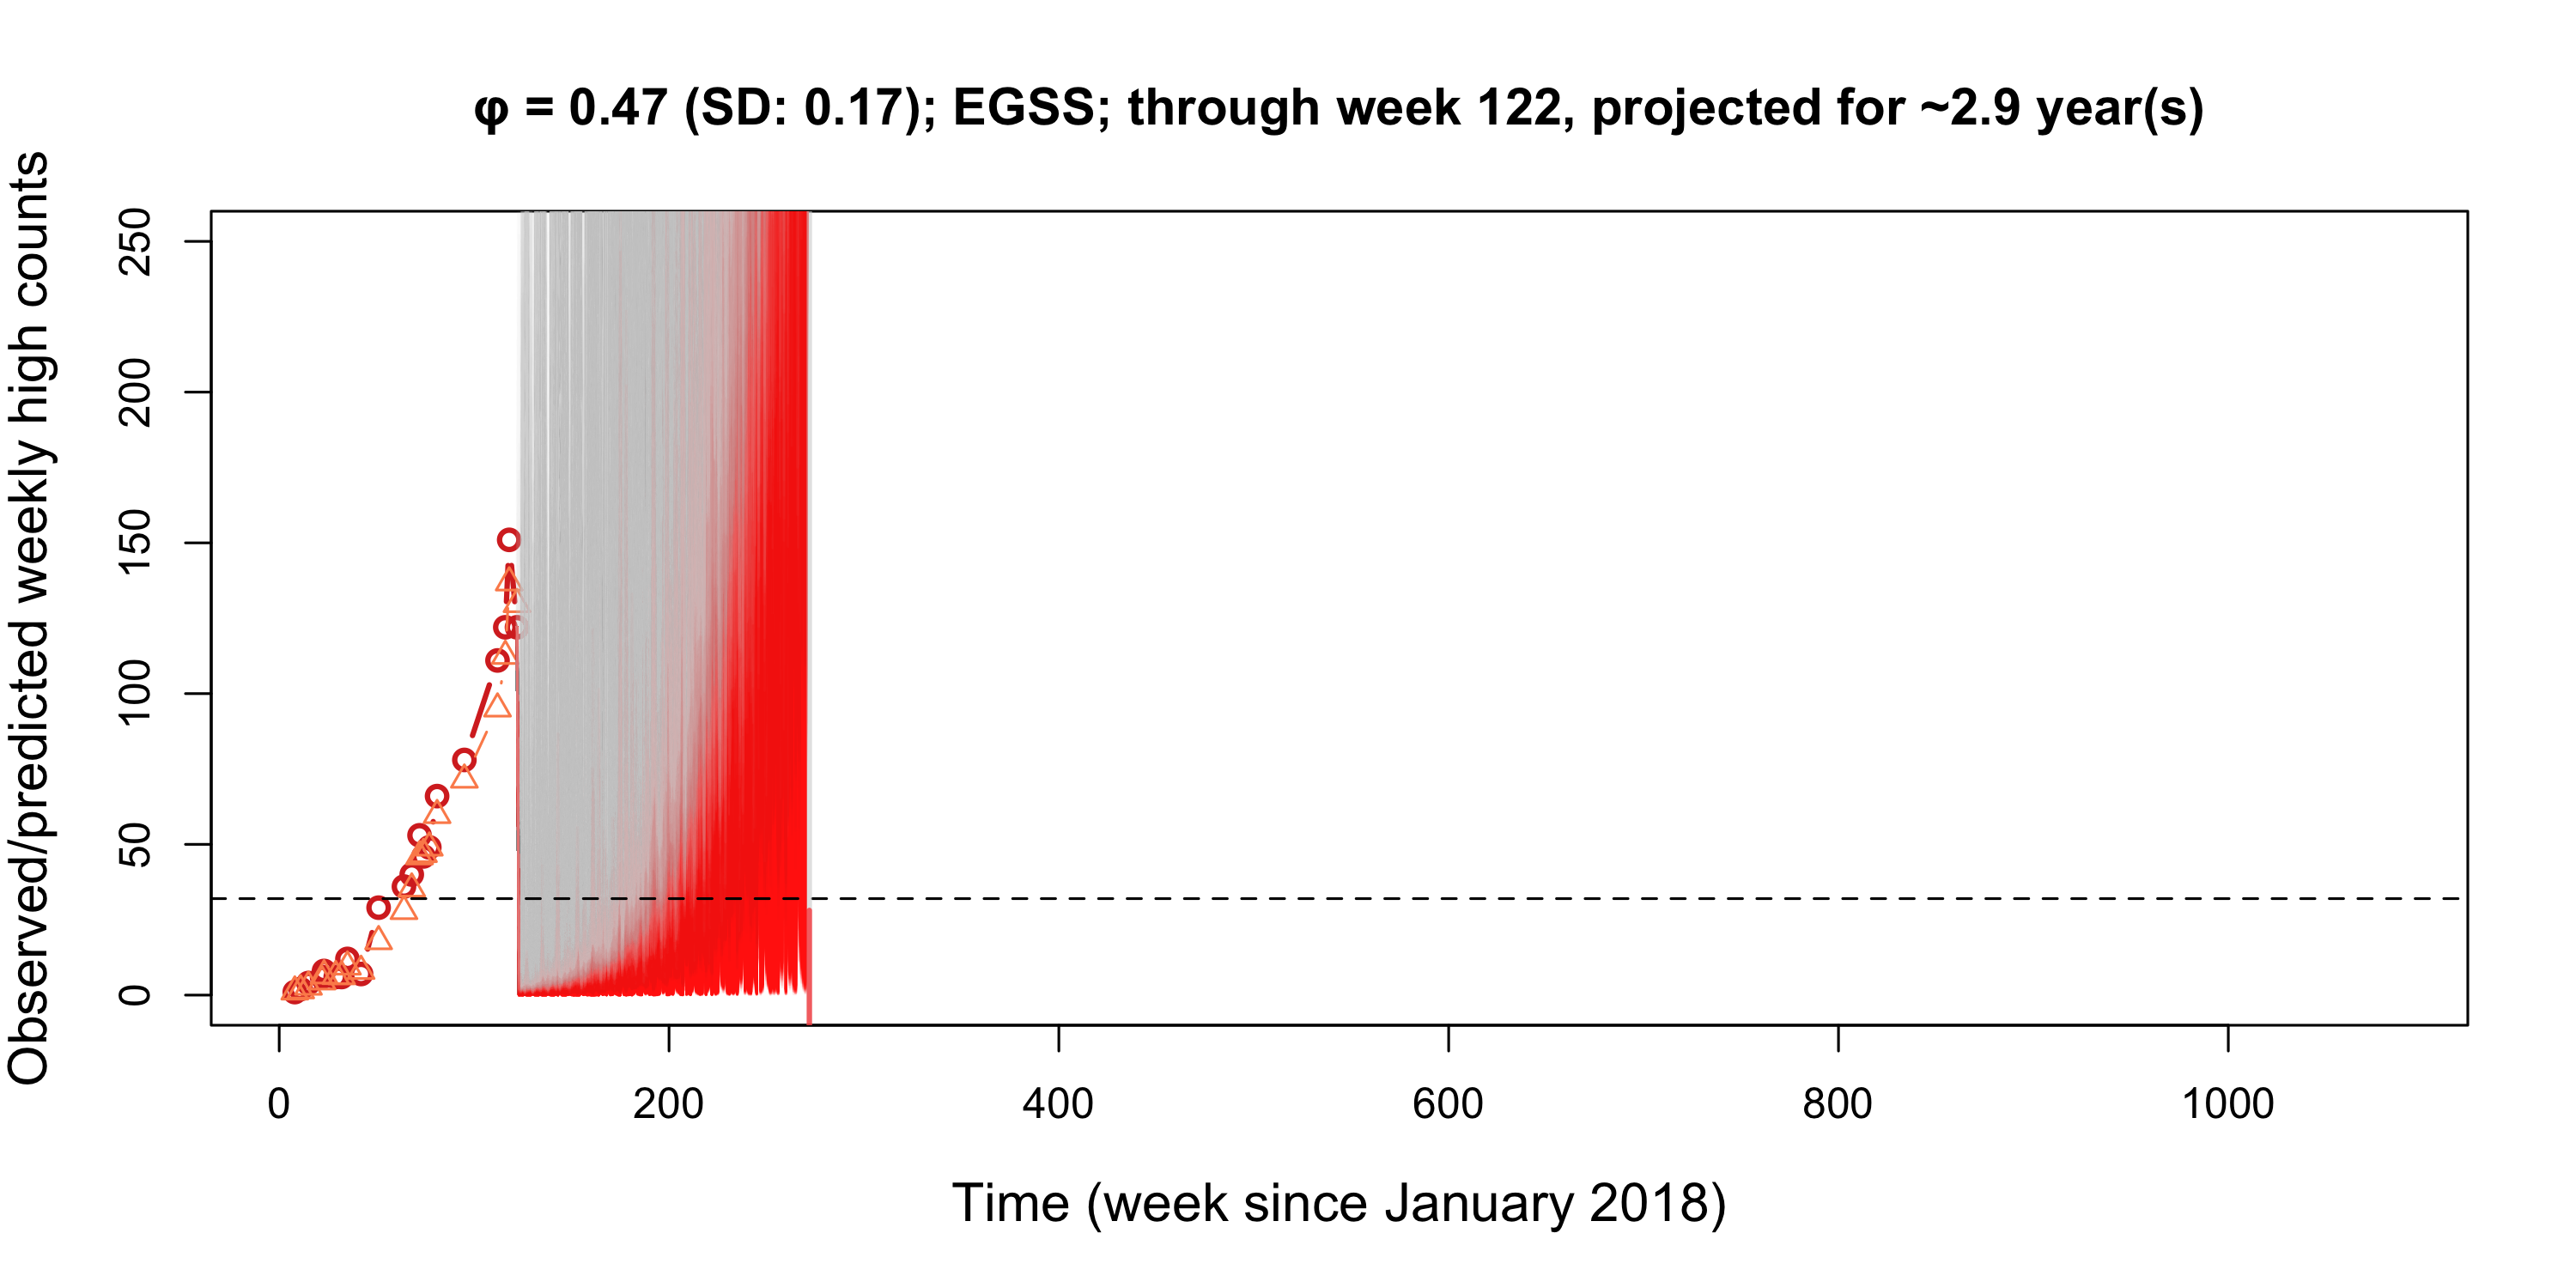 φ = 0.47 (SD: 0.17); EGSS; through week 122, projected for ~2.9 year(s)
Observed/predicted weekly high counts
250
200
150
100
50
0
0 200 400 600 800 1000
Time (week since January 2018)